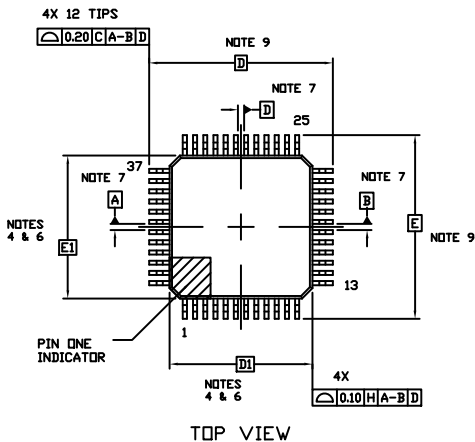 4X 12 TIPS
⌓ 0.20 C A-B D
NOTE 9
D
NOTE 7
D
25
37
NOTE 7
A
B
NOTE 7
NOTES
4 & 6
E1
E
NOTE 9
13
PIN ONE
INDICATOR
1
D1
NOTES
4 & 6
4X
⌓ 0.10 H A-B D
TOP VIEW